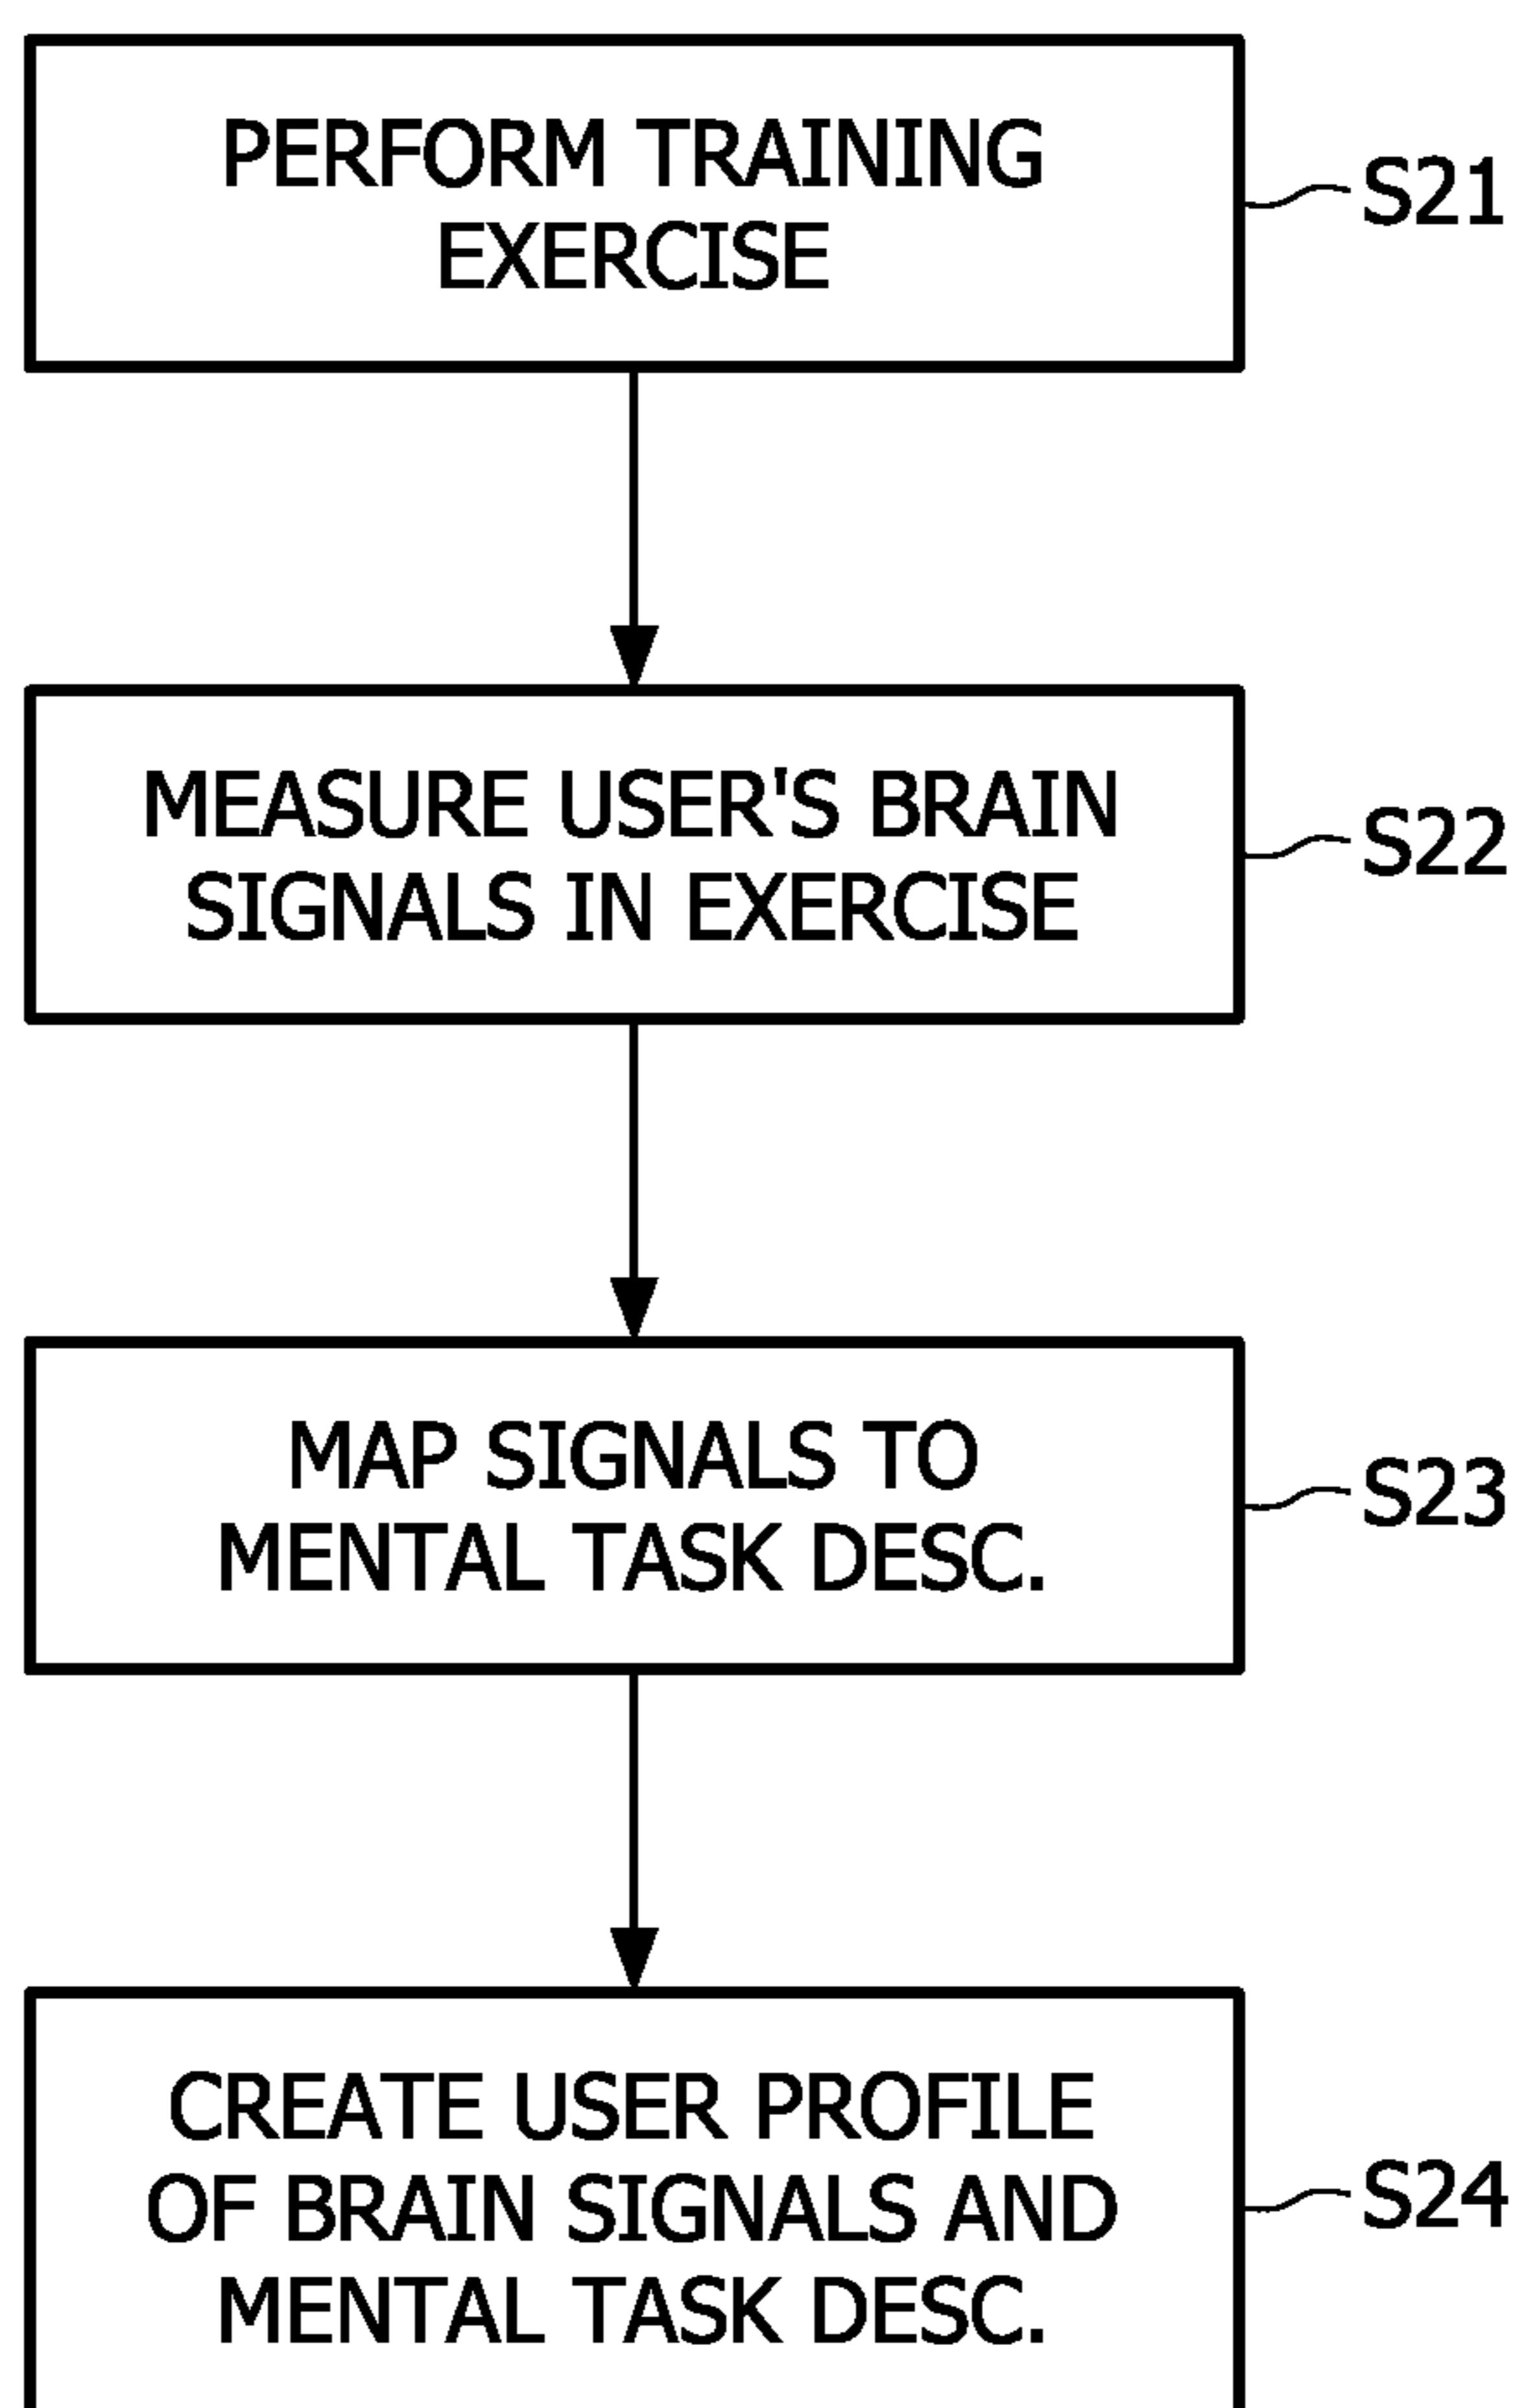 PERFORM TRAINING
EXERCISE
S21
MEASURE USER'S BRAIN
SIGNALS IN EXERCISE
S22
MAP SIGNALS TO
MENTAL TASK DESC.
S23
CREATE USER PROFILE
OF BRAIN SIGNALS AND
MENTAL TASK DESC.
S24